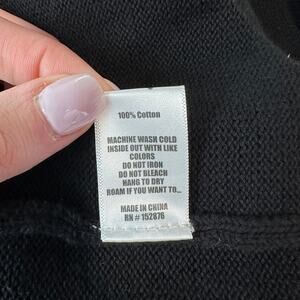 100% Cotton
MACHINE WASH COLD
INSIDE OUT WITH LIKE
COLORS
DO NOT IRON
DO NOT BLEACH
HANG TO DRY
ROAM IF YOU WANT TO...
MADE IN CHINA
RN# 152876